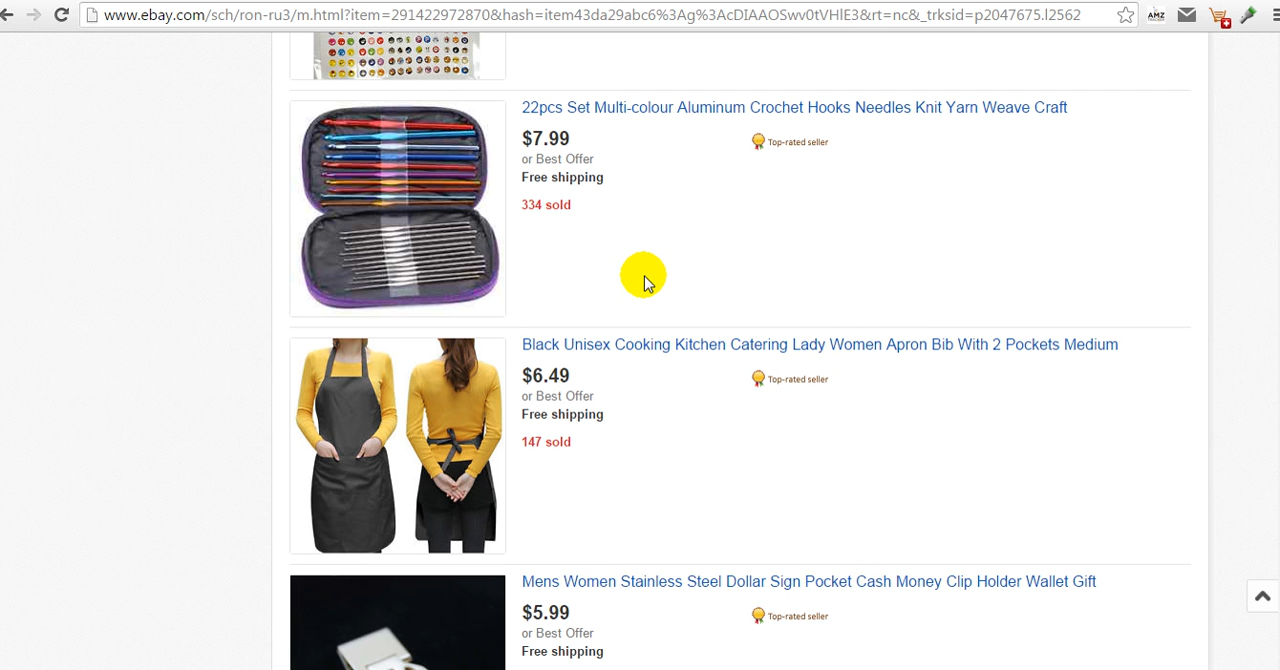 www.ebay.com/sch/ron-ru3/m.html?item=291422972870&hash=item43da29abc6%3Ag%3AcDIAAOSwv0tVHlE3&rt=nc&_trksid=p2047675.l2562
AMZ
22pcs Set Multi-colour Aluminum Crochet Hooks Needles Knit Yarn Weave Craft
$7.99
Top-rated seller
or Best Offer
Free shipping
334 sold
Black Unisex Cooking Kitchen Catering Lady Women Apron Bib With 2 Pockets Medium
$6.49
Top-rated seller
or Best Offer
Free shipping
147 sold
Mens Women Stainless Steel Dollar Sign Pocket Cash Money Clip Holder Wallet Gift
$5.99
Top-rated seller
or Best Offer
Free shipping